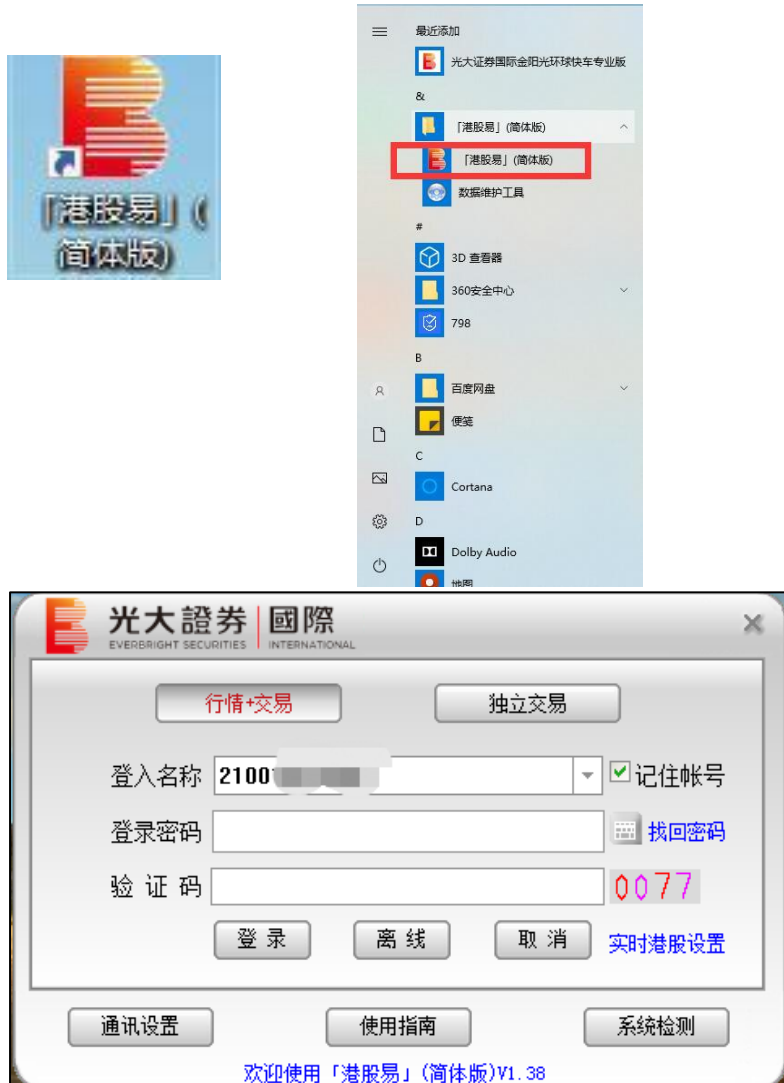 「港股易」(
简体版)
最近添加
光大证券国际金阳光环球快车专业版
&
「港股易」(简体版)
「港股易」(简体版)
数据维护工具
#
3D 查看器
360安全中心
798
B
百度网盘
便笺
C
Cortana
D
Dolby Audio
地图
光大證券 國際
EVERBRIGHT SECURITIES INTERNATIONAL
行情+交易 独立交易
登入名称 2100 记住帐号
登录密码 找回密码
验 证 码 0077
登 录 离 线 取 消 实时港股设置
通讯设置 使用指南 系统检测
欢迎使用「港股易」(简体版)V1.38